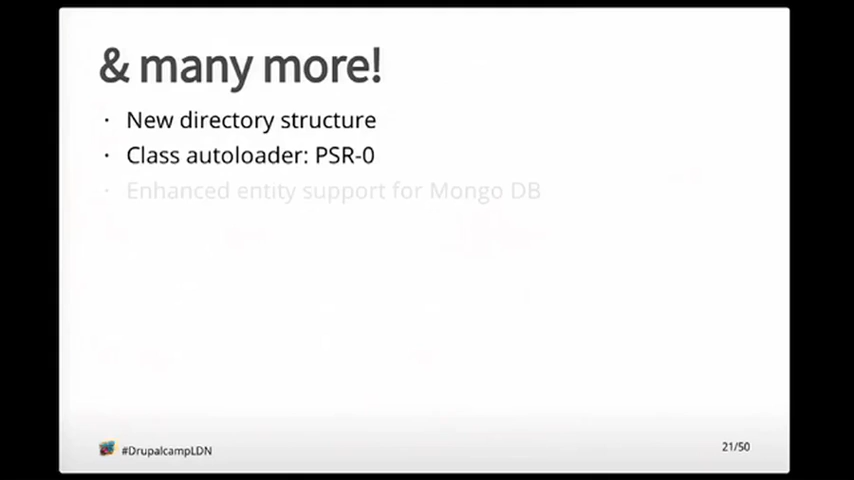 & many more!
· New directory structure
· Class autoloader: PSR-0
· Enhanced entity support for Mongo DB
#DrupalcampLDN
21/50